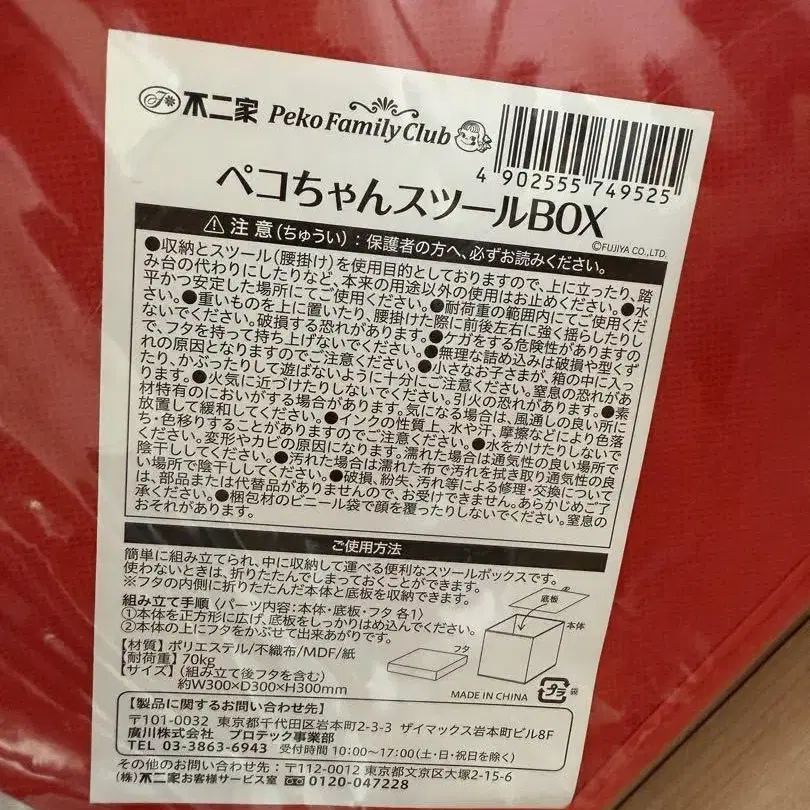 不二家 Peko Family Club
4 902555 749525
ペコちゃんスツールBOX
©FUJIYA CO.,LTD.
注意(ちゅうい):保護者の方へ、必ずお読みください。
●収納とスツール(腰掛け)を使用目的としておりますので、上に立ったり、踏
み台の代わりにしたりなど、本来の用途以外の使用はお止めください。●水
平かつ安定した場所にてご使用ください。●耐荷重の範囲内にてご使用くだ
さい。●重いものを上に置いたり、腰掛けた際に前後左右に強く揺らしたりし
ないでください。破損する恐れがあります。●ケガをする危険性がありますの
で、フタを持って持ち上げないでください。●無理な詰め込みは破損や型くず
れの原因となりますのでご注意ください。●小さなお子さまが、箱の中に入っ
たり、かぶったりして遊ばないように十分にご注意ください。窒息の恐れがあ
ります。●火気に近づけたりしないでください。引火の恐れがあります。●素
材特有のにおいがする場合があります。気になる場合は、風通しの良い所に
放置して緩和してください。●インクの性質上、水や汗、摩擦などにより色落
ち・色移りすることがありますのでご注意ください。●水をかけたりしないで
ください。変形やカビの原因になります。濡れた場合は通気性の良い場所で
陰干ししてください。●汚れた場合は濡れた布で汚れを拭き取り通気性の良
い場所で陰干ししてください。●破損、紛失、汚れ等による修理・交換について
は、部品または代替品がありませんので、お受けできません。あらかじめご了
承ください。●梱包材のビニール袋で顔を覆ったりしないでください。窒息の
おそれがあります。
ご使用方法
簡単に組み立てられ、中に収納して運べる便利なスツールボックスです。
使わないときは、折りたたんでしまっておくことができます。
※フタの内側に折りたたんだ本体と底板を収納できます。
組み立て手順〈パーツ内容:本体・底板・フタ 各1〉
①本体を正方形に広げ、底板をしっかりはめ込んでください。
②本体の上にフタをかぶせて出来あがりです。
底板
本体
フタ
【材質】ポリエステル/不織布/MDF/紙
【耐荷重】70kg
【サイズ】(組み立て後フタを含む)
約W300×D300×H300mm
MADE IN CHINA
プラ 袋
【製品に関するお問い合わせ先】
〒101-0032 東京都千代田区岩本町2-3-3 ザイマックス岩本町ビル8F
廣川株式会社 プロテック事業部
TEL 03-3863-6943 受付時間 10:00~17:00(土・日・祝日を除く)
その他のお問い合わせ先:〒112-0012 東京都文京区大塚2-15-6
(株)不二家お客様サービス室 0120-047228